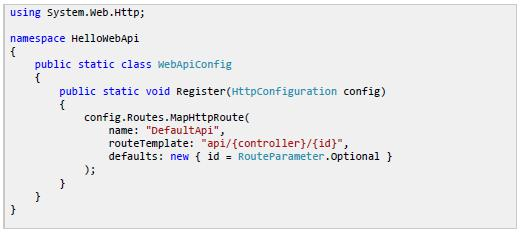 using System.Web.Http;
namespace HelloWebApi
{
    public static class WebApiConfig
    {
        public static void Register(HttpConfiguration config)
        {
            config.Routes.MapHttpRoute(
                name: "DefaultApi",
                routeTemplate: "api/{controller}/{id}",
                defaults: new { id = RouteParameter.Optional }
            );
        }
    }
}